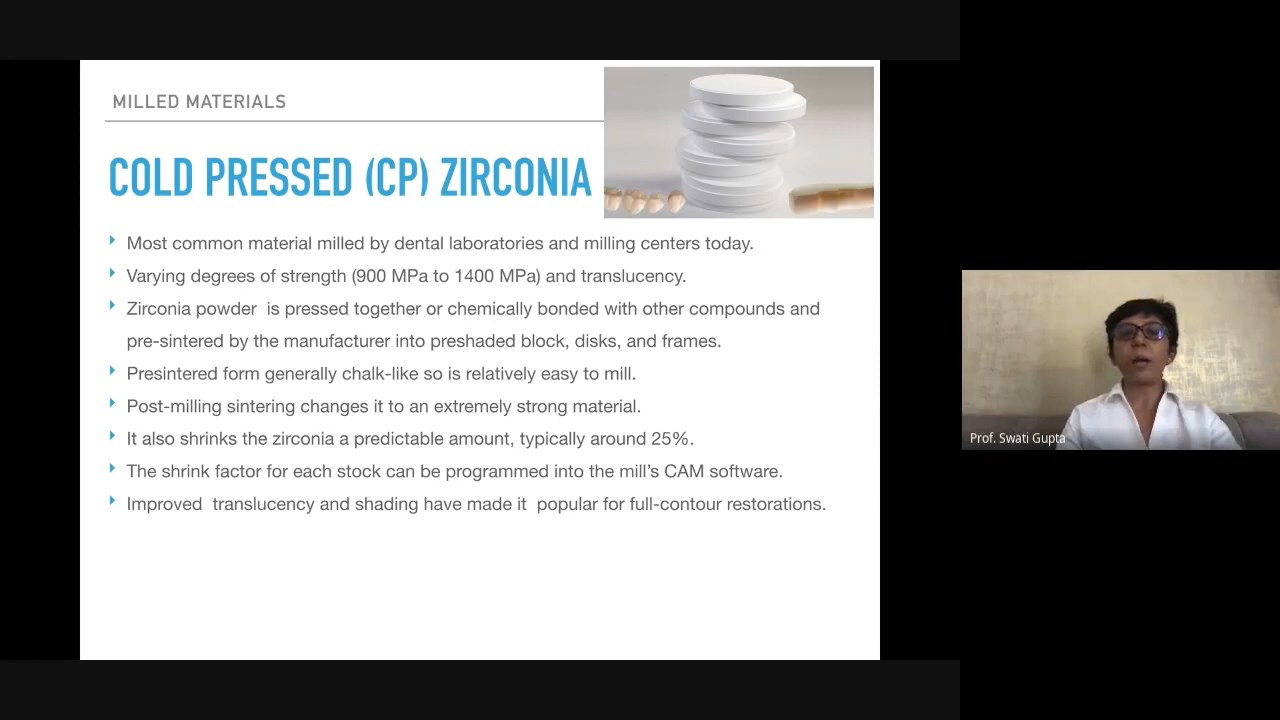 MILLED MATERIALS
COLD PRESSED (CP) ZIRCONIA
Most common material milled by dental laboratories and milling centers today.
Varying degrees of strength (900 MPa to 1400 MPa) and translucency.
Zirconia powder  is pressed together or chemically bonded with other compounds and
pre-sintered by the manufacturer into preshaded block, disks, and frames.
Presintered form generally chalk-like so is relatively easy to mill.
Post-milling sintering changes it to an extremely strong material.
It also shrinks the zirconia a predictable amount, typically around 25%.
The shrink factor for each stock can be programmed into the mill’s CAM software.
Improved  translucency and shading have made it  popular for full-contour restorations.
Prof. Swati Gupta